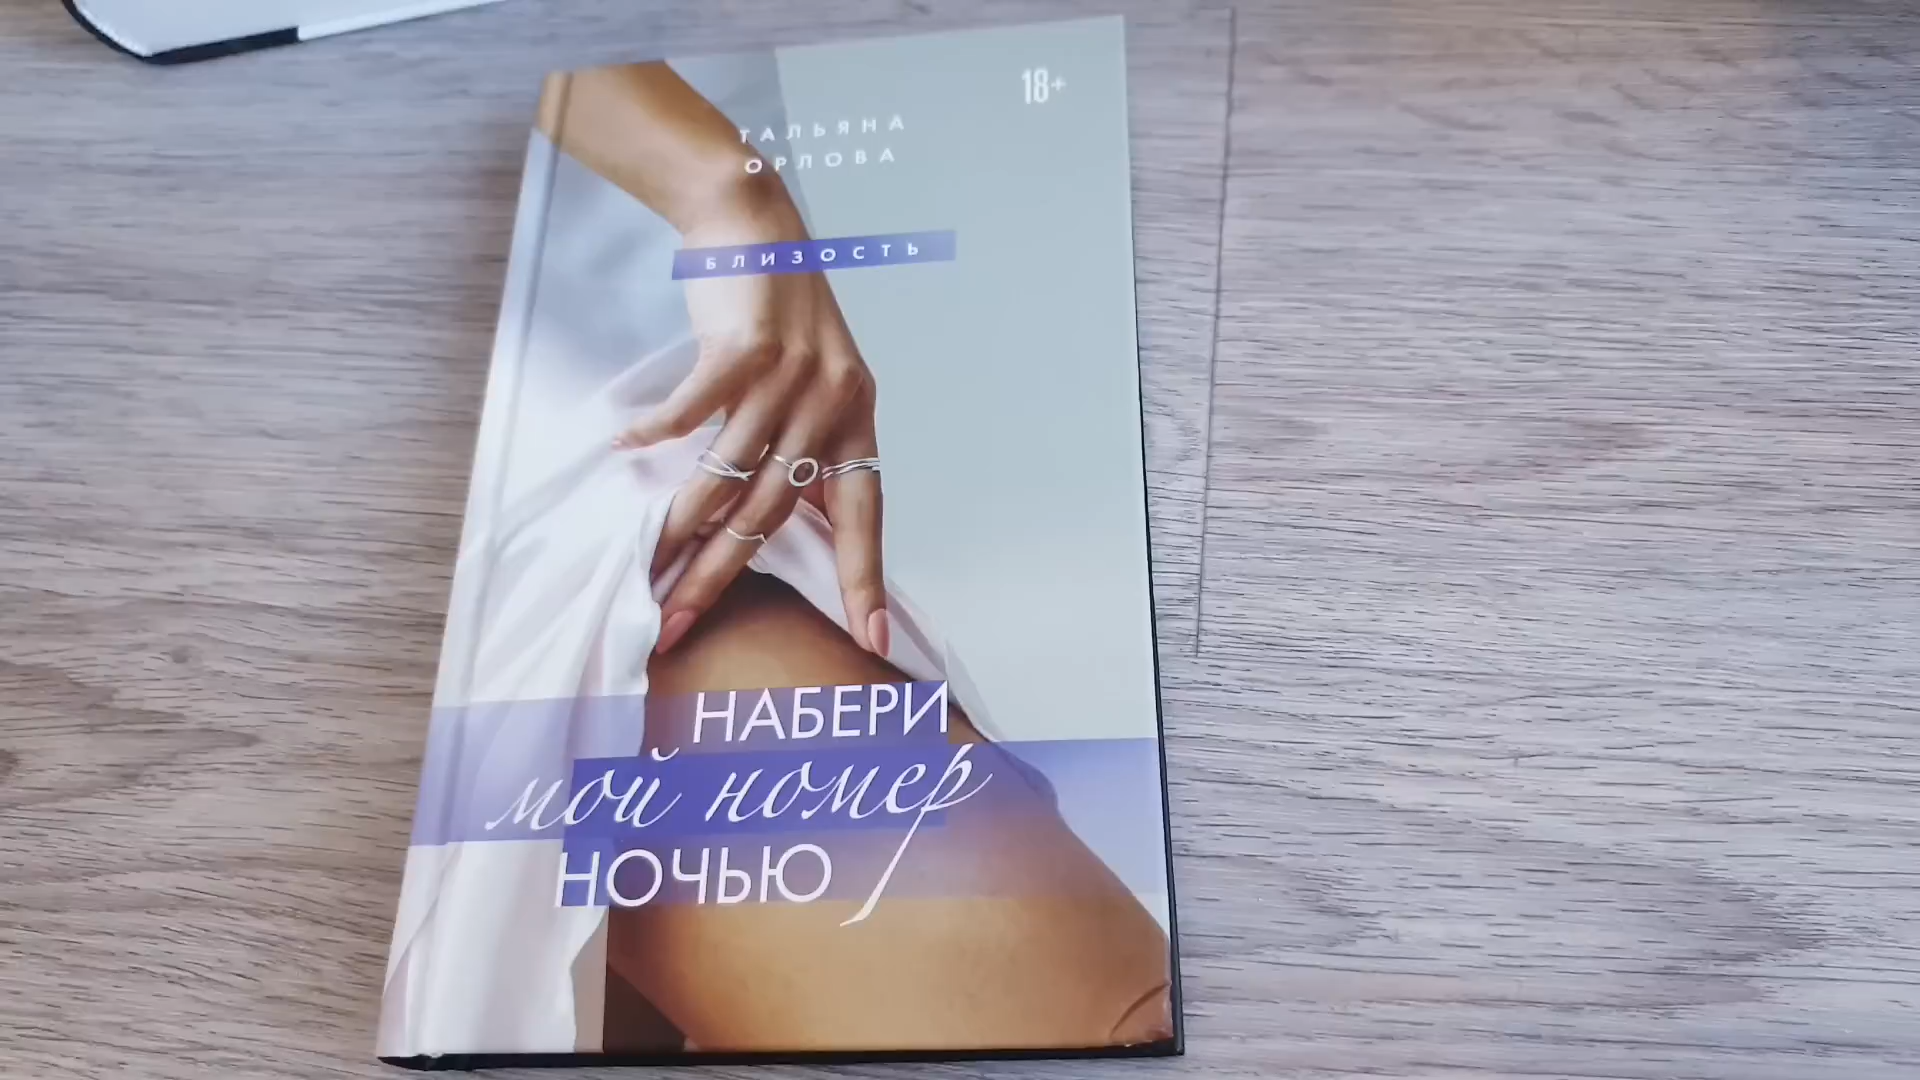 18+
ТАЛЬЯНА
ОРЛОВА
БЛИЗОСТЬ
НАБЕРИ
мой номер
НОЧЬЮ